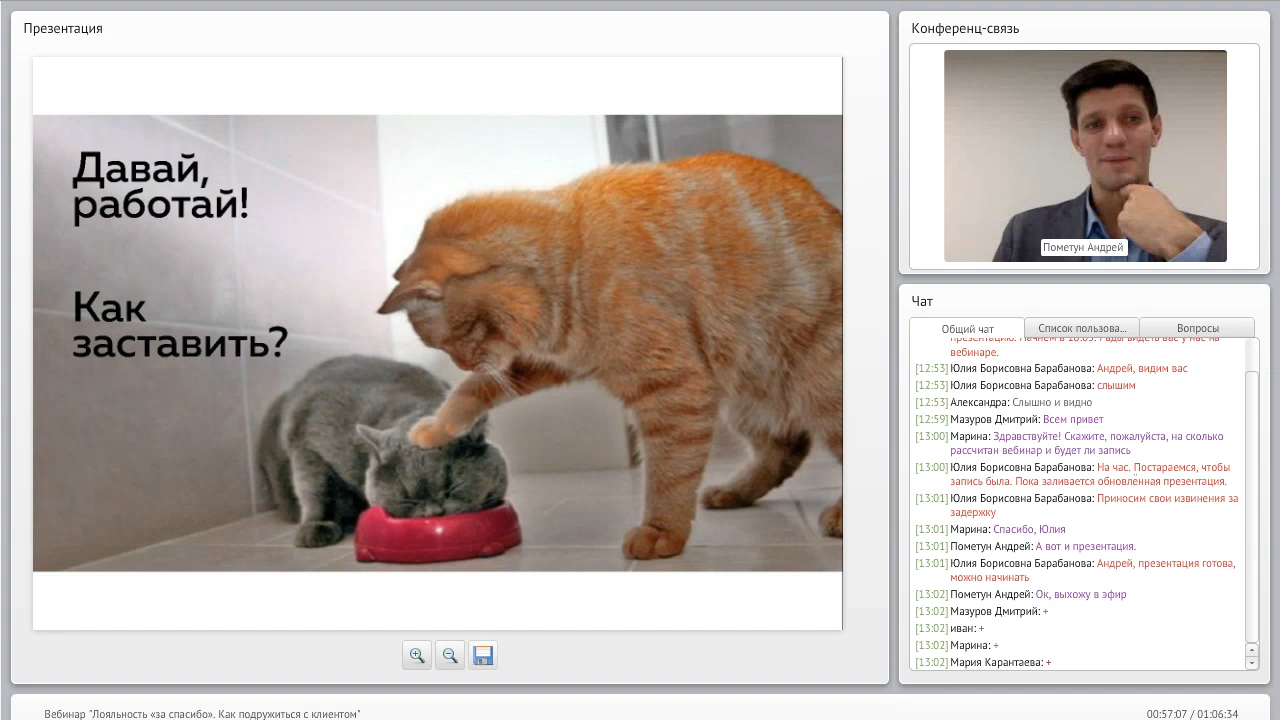 Презентация
Давай,
работай!
Как
заставить?
Конференц-связь
Пометун Андрей
Чат
Общий чат
Список пользова...
Вопросы
вебинаре.
[12:53] Юлия Борисовна Барабанова: Андрей, видим вас
[12:53] Юлия Борисовна Барабанова: слышим
[12:53] Александра: Слышно и видно
[12:59] Мазуров Дмитрий: Всем привет
[13:00] Марина: Здравствуйте! Скажите, пожалуйста, на сколько
рассчитан вебинар и будет ли запись
[13:00] Юлия Борисовна Барабанова: На час. Постараемся, чтобы
запись была. Пока заливается обновлённая презентация.
[13:01] Юлия Борисовна Барабанова: Приносим свои извинения за
задержку
[13:01] Марина: Спасибо, Юлия
[13:01] Пометун Андрей: А вот и презентация.
[13:01] Юлия Борисовна Барабанова: Андрей, презентация готова,
можно начинать
[13:02] Пометун Андрей: Ок, выхожу в эфир
[13:02] Мазуров Дмитрий: +
[13:02] иван: +
[13:02] Марина: +
[13:02] Мария Карантаева: +
Вебинар "Лояльность «за спасибо». Как подружиться с клиентом"
00:57:07 / 01:06:34